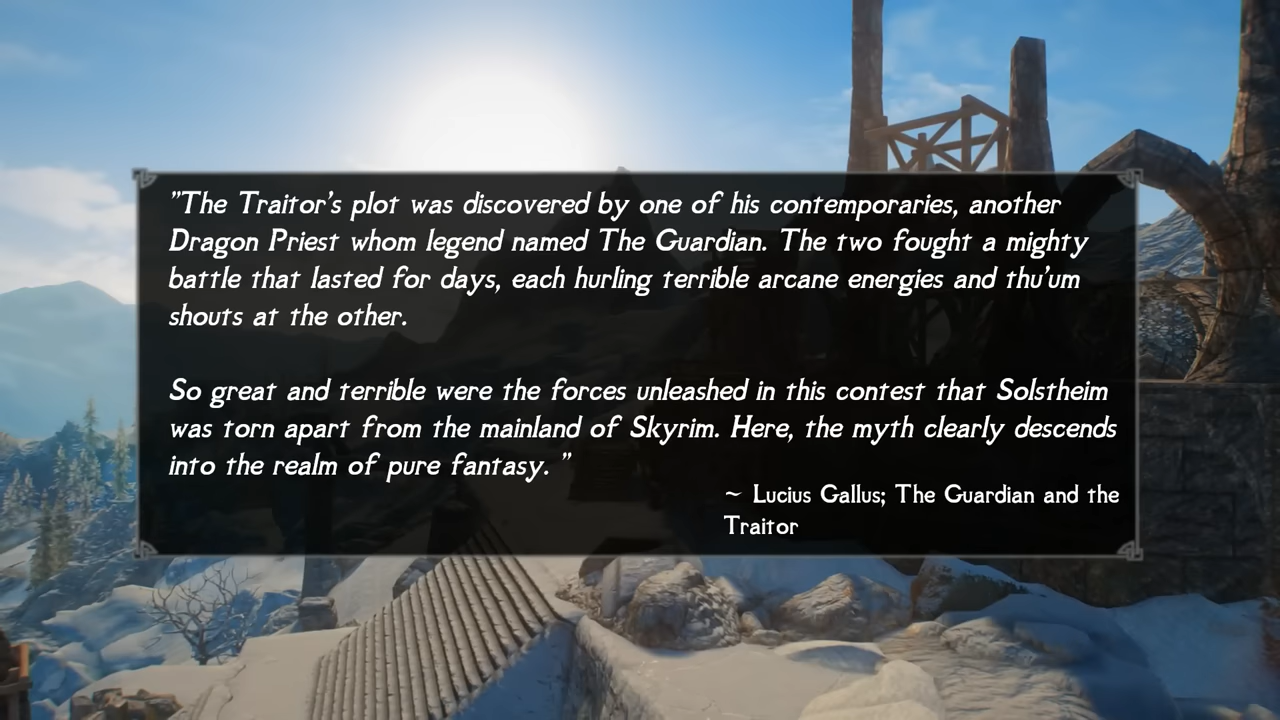 "The Traitor's plot was discovered by one of his contemporaries, another
Dragon Priest whom legend named The Guardian. The two fought a mighty
battle that lasted for days, each hurling terrible arcane energies and thu'um
shouts at the other.
So great and terrible were the forces unleashed in this contest that Solstheim
was torn apart from the mainland of Skyrim. Here, the myth clearly descends
into the realm of pure fantasy. "
~ Lucius Gallus; The Guardian and the
Traitor